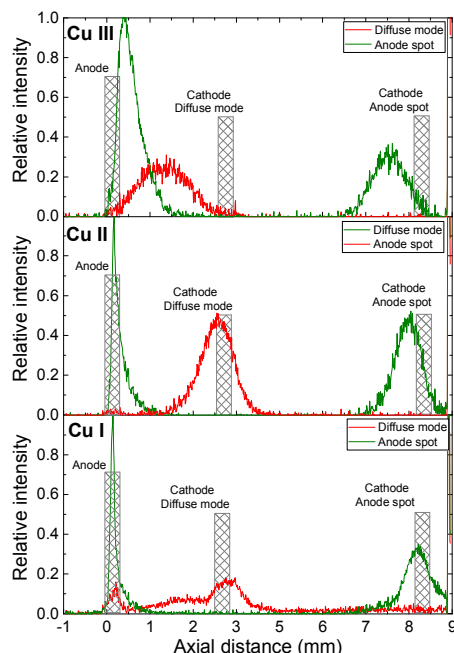 Cu III
Diffuse mode
Anode spot
Anode
Cathode
Diffuse mode
Cathode
Anode spot
Relative intensity
1.0
0.8
0.6
0.4
0.2
0.0
Cu II
Diffuse mode
Anode spot
Anode
Cathode
Diffuse mode
Cathode
Anode spot
Relative intensity
0.8
0.6
0.4
0.2
0.0
Cu I
Diffuse mode
Anode spot
Anode
Cathode
Diffuse mode
Cathode
Anode spot
Relative intensity
0.8
0.6
0.4
0.2
0.0
-1 0 1 2 3 4 5 6 7 8 9
Axial distance (mm)